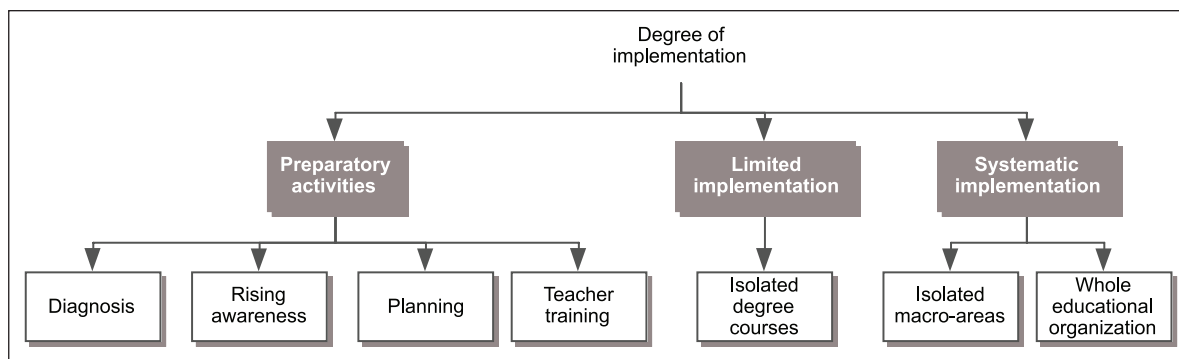 Degree of
implementation
Preparatory
activities
Limited
implementation
Systematic
implementation
Diagnosis
Rising
awareness
Planning
Teacher
training
Isolated
degree
courses
Isolated
macro-areas
Whole
educational
organization